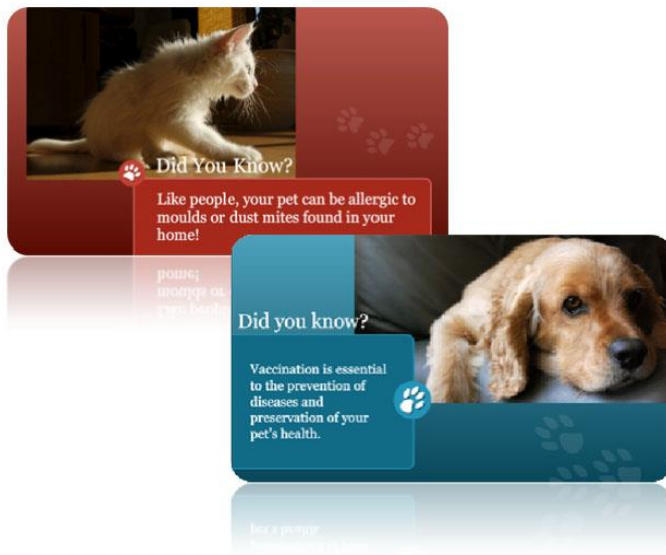 Did You Know?
Like people, your pet can be allergic to
moulds or dust mites found in your
home!
Did you know?
Vaccination is essential
to the prevention of
diseases and
preservation of your
pet's health.